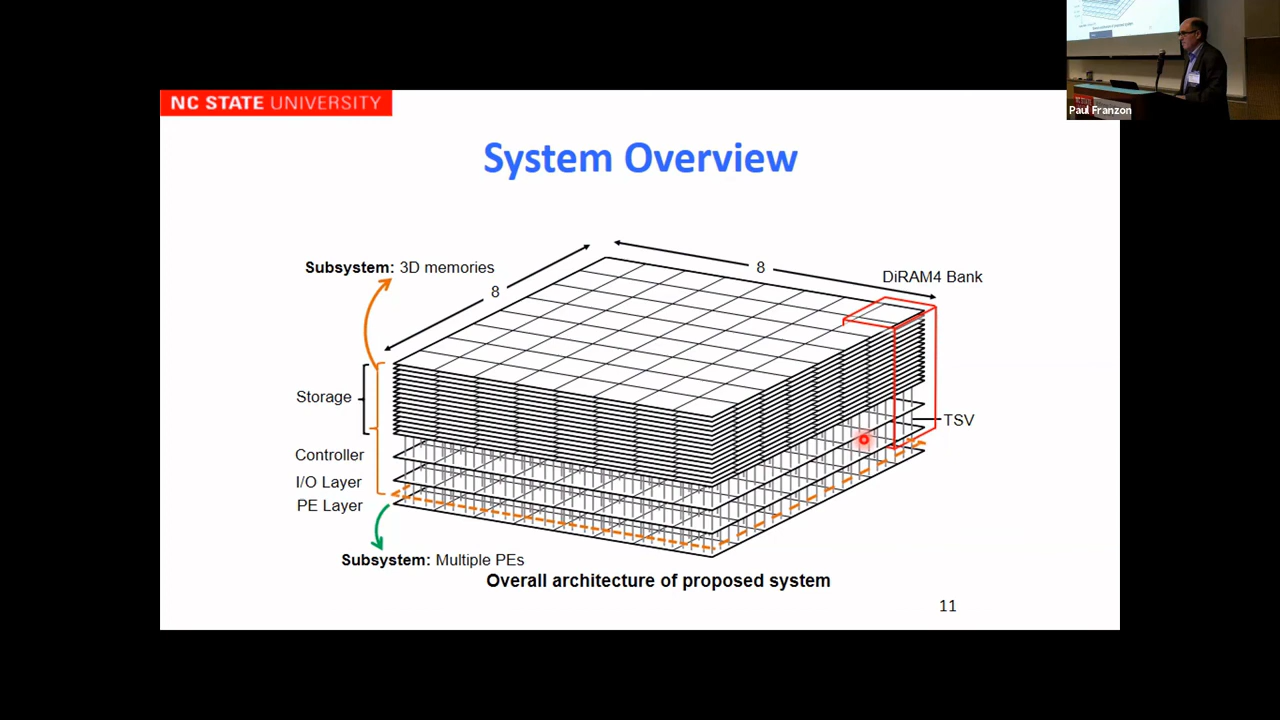 NC STATE UNIVERSITY
Paul Franzon
System Overview
Subsystem: 3D memories
8
8
DiRAM4 Bank
Storage
TSV
Controller
I/O Layer
PE Layer
Subsystem: Multiple PEs
Overall architecture of proposed system
11